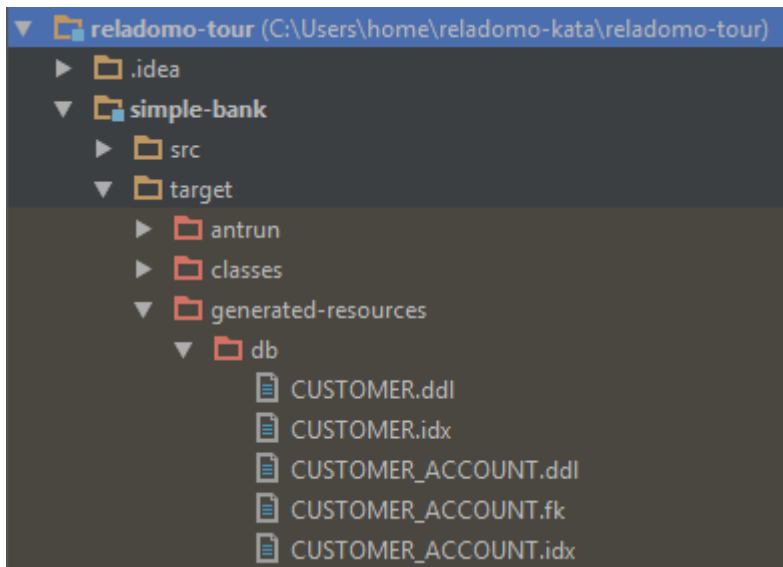 reladomo-tour (C:\Users\home\reladomo-kata\reladomo-tour)
.idea
simple-bank
src
target
antrun
classes
generated-resources
db
CUSTOMER.ddl
CUSTOMER.idx
CUSTOMER_ACCOUNT.ddl
CUSTOMER_ACCOUNT.fk
CUSTOMER_ACCOUNT.idx